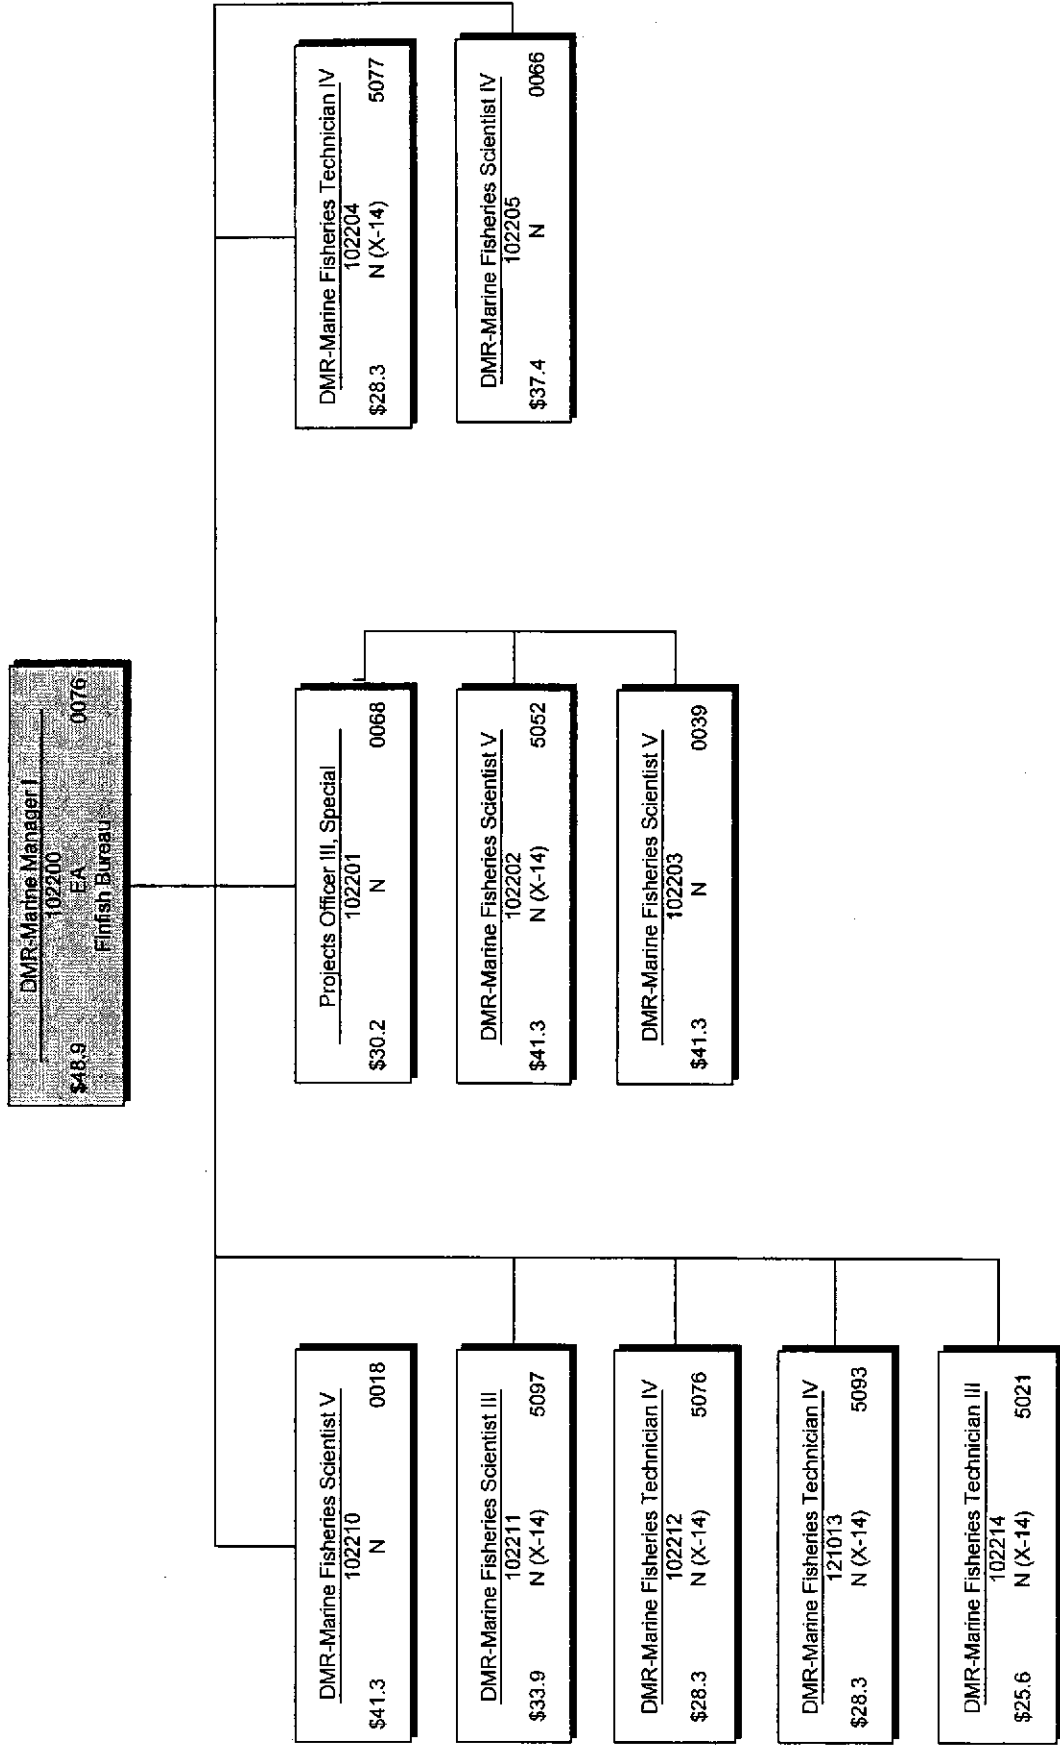 DMR-Marine Manager I
102200
$48.9 EA 0076
Finfish Bureau
DMR-Marine Fisheries Scientist V
102210
$41.3 N 0018
DMR-Marine Fisheries Scientist III
102211
$33.9 N (X-14) 5097
DMR-Marine Fisheries Technician IV
102212
$28.3 N (X-14) 5076
DMR-Marine Fisheries Technician IV
121013
$28.3 N (X-14) 5093
DMR-Marine Fisheries Technician III
102214
$25.6 N (X-14) 5021
Projects Officer III, Special
102201
$30.2 N 0068
DMR-Marine Fisheries Scientist V
102202
$41.3 N (X-14) 5052
DMR-Marine Fisheries Scientist V
102203
$41.3 N 0039
DMR-Marine Fisheries Technician IV
102204
$28.3 N (X-14) 5077
DMR-Marine Fisheries Scientist IV
102205
$37.4 N 0066